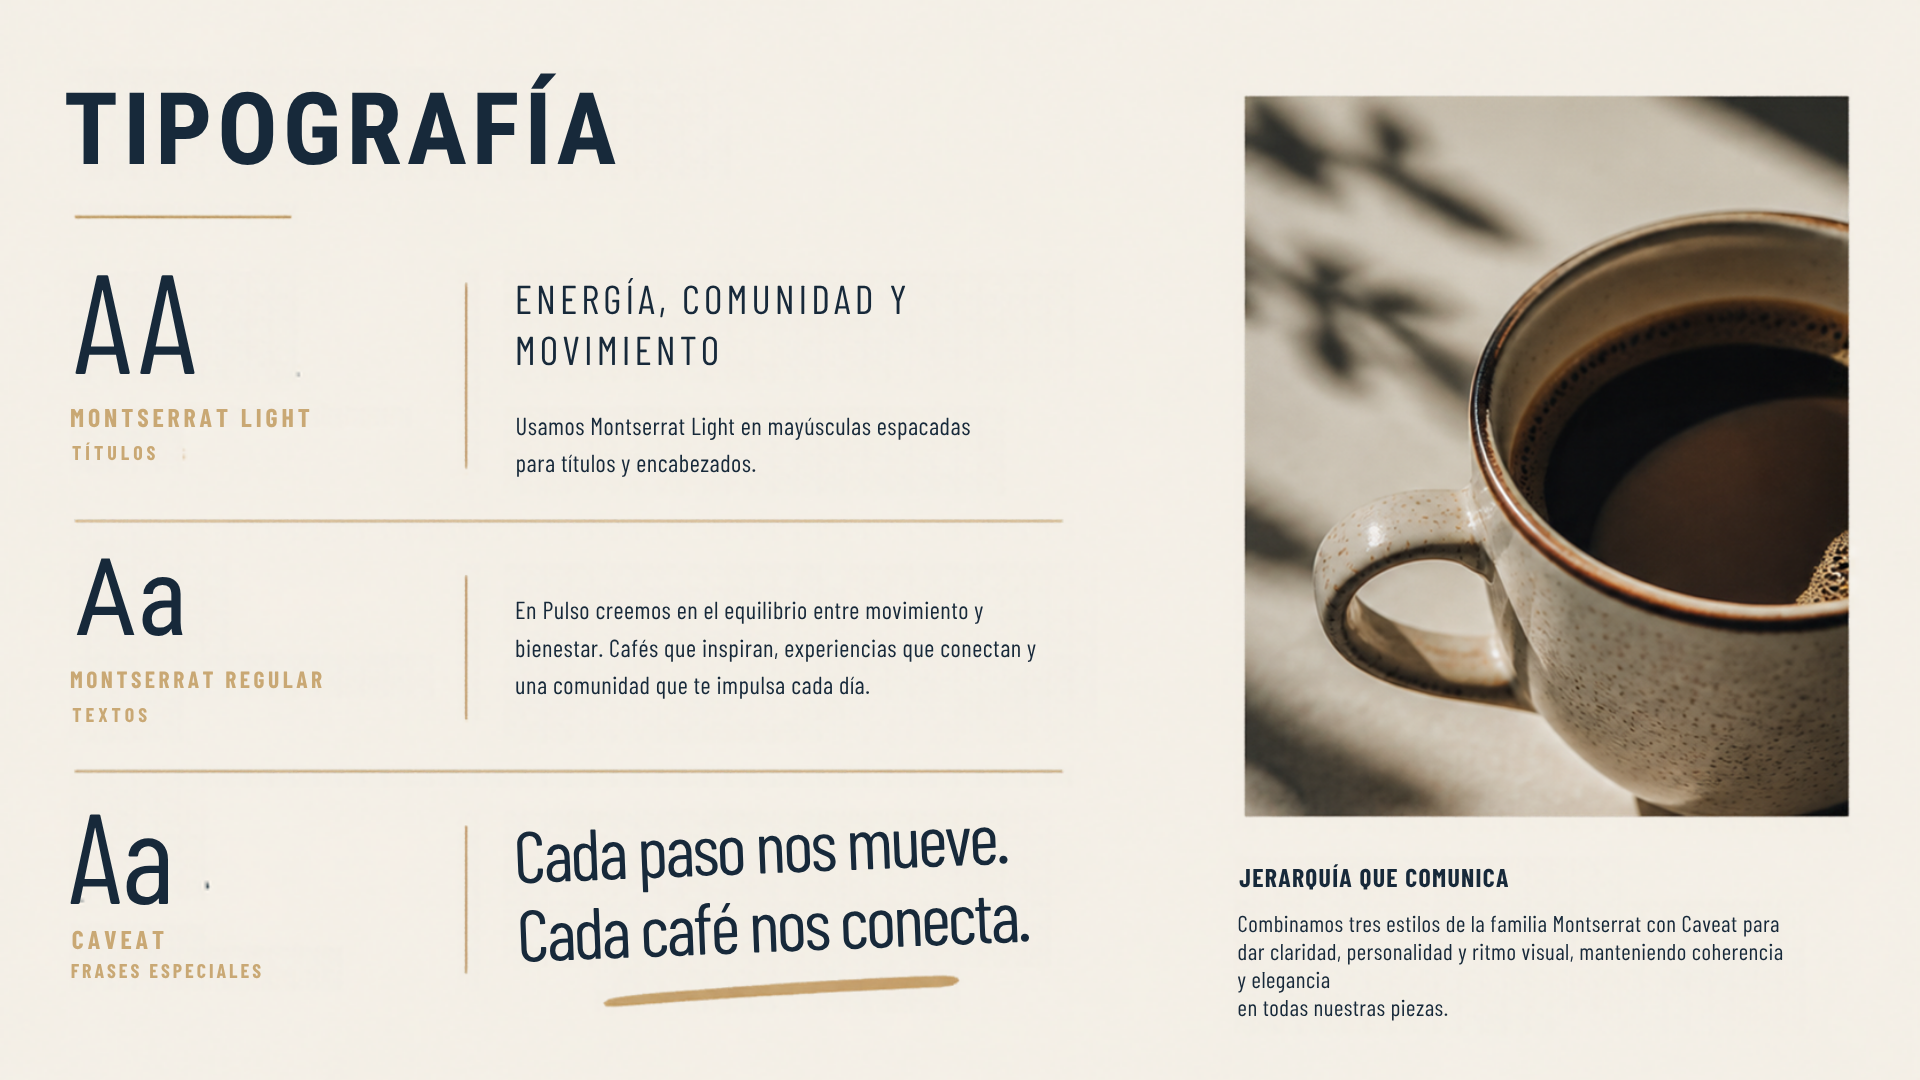 TIPOGRAFÍA
AA
MONTSERRAT LIGHT
TÍTULOS
ENERGÍA, COMUNIDAD Y
MOVIMIENTO
Usamos Montserrat Light en mayúsculas espacadas
para títulos y encabezados.
Aa
MONTSERRAT REGULAR
TEXTOS
En Pulso creemos en el equilibrio entre movimiento y
bienestar. Cafés que inspiran, experiencias que conectan y
una comunidad que te impulsa cada día.
Aa
CAVEAT
FRASES ESPECIALES
Cada paso nos mueve.
Cada café nos conecta.
JERARQUÍA QUE COMUNICA
Combinamos tres estilos de la familia Montserrat con Caveat para
dar claridad, personalidad y ritmo visual, manteniendo coherencia
y elegancia
en todas nuestras piezas.